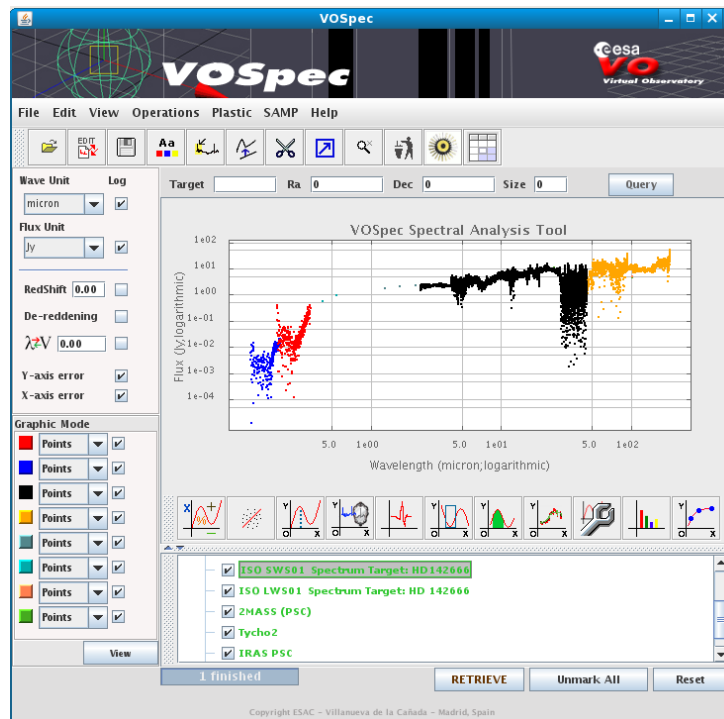 VOSpec
VOSpec
esa
VO
Virtual Observatory
File Edit View Operations Plastic SAMP Help
EDIT
Aa
Wave Unit Log
micron
Flux Unit
Jy
RedShift 0.00
De-reddening
λ⇄V 0.00
Y-axis error
X-axis error
Graphic Mode
Points
Points
Points
Points
Points
Points
Points
Points
View
Target Ra 0 Dec 0 Size 0 Query
VOSpec Spectral Analysis Tool
Flux (Jy;logarithmic)
1e02
1e01
1e00
1e-01
1e-02
1e-03
1e-04
5.0 1e00 5.0 1e01 5.0 1e02
Wavelength (micron;logarithmic)
ISO SWS01 Spectrum Target: HD142666
ISO LWS01 Spectrum Target: HD 142666
2MASS (PSC)
Tycho2
IRAS PSC
1 finished RETRIEVE Unmark All Reset
Copyright ESAC - Villanueva de la Cañada - Madrid, Spain